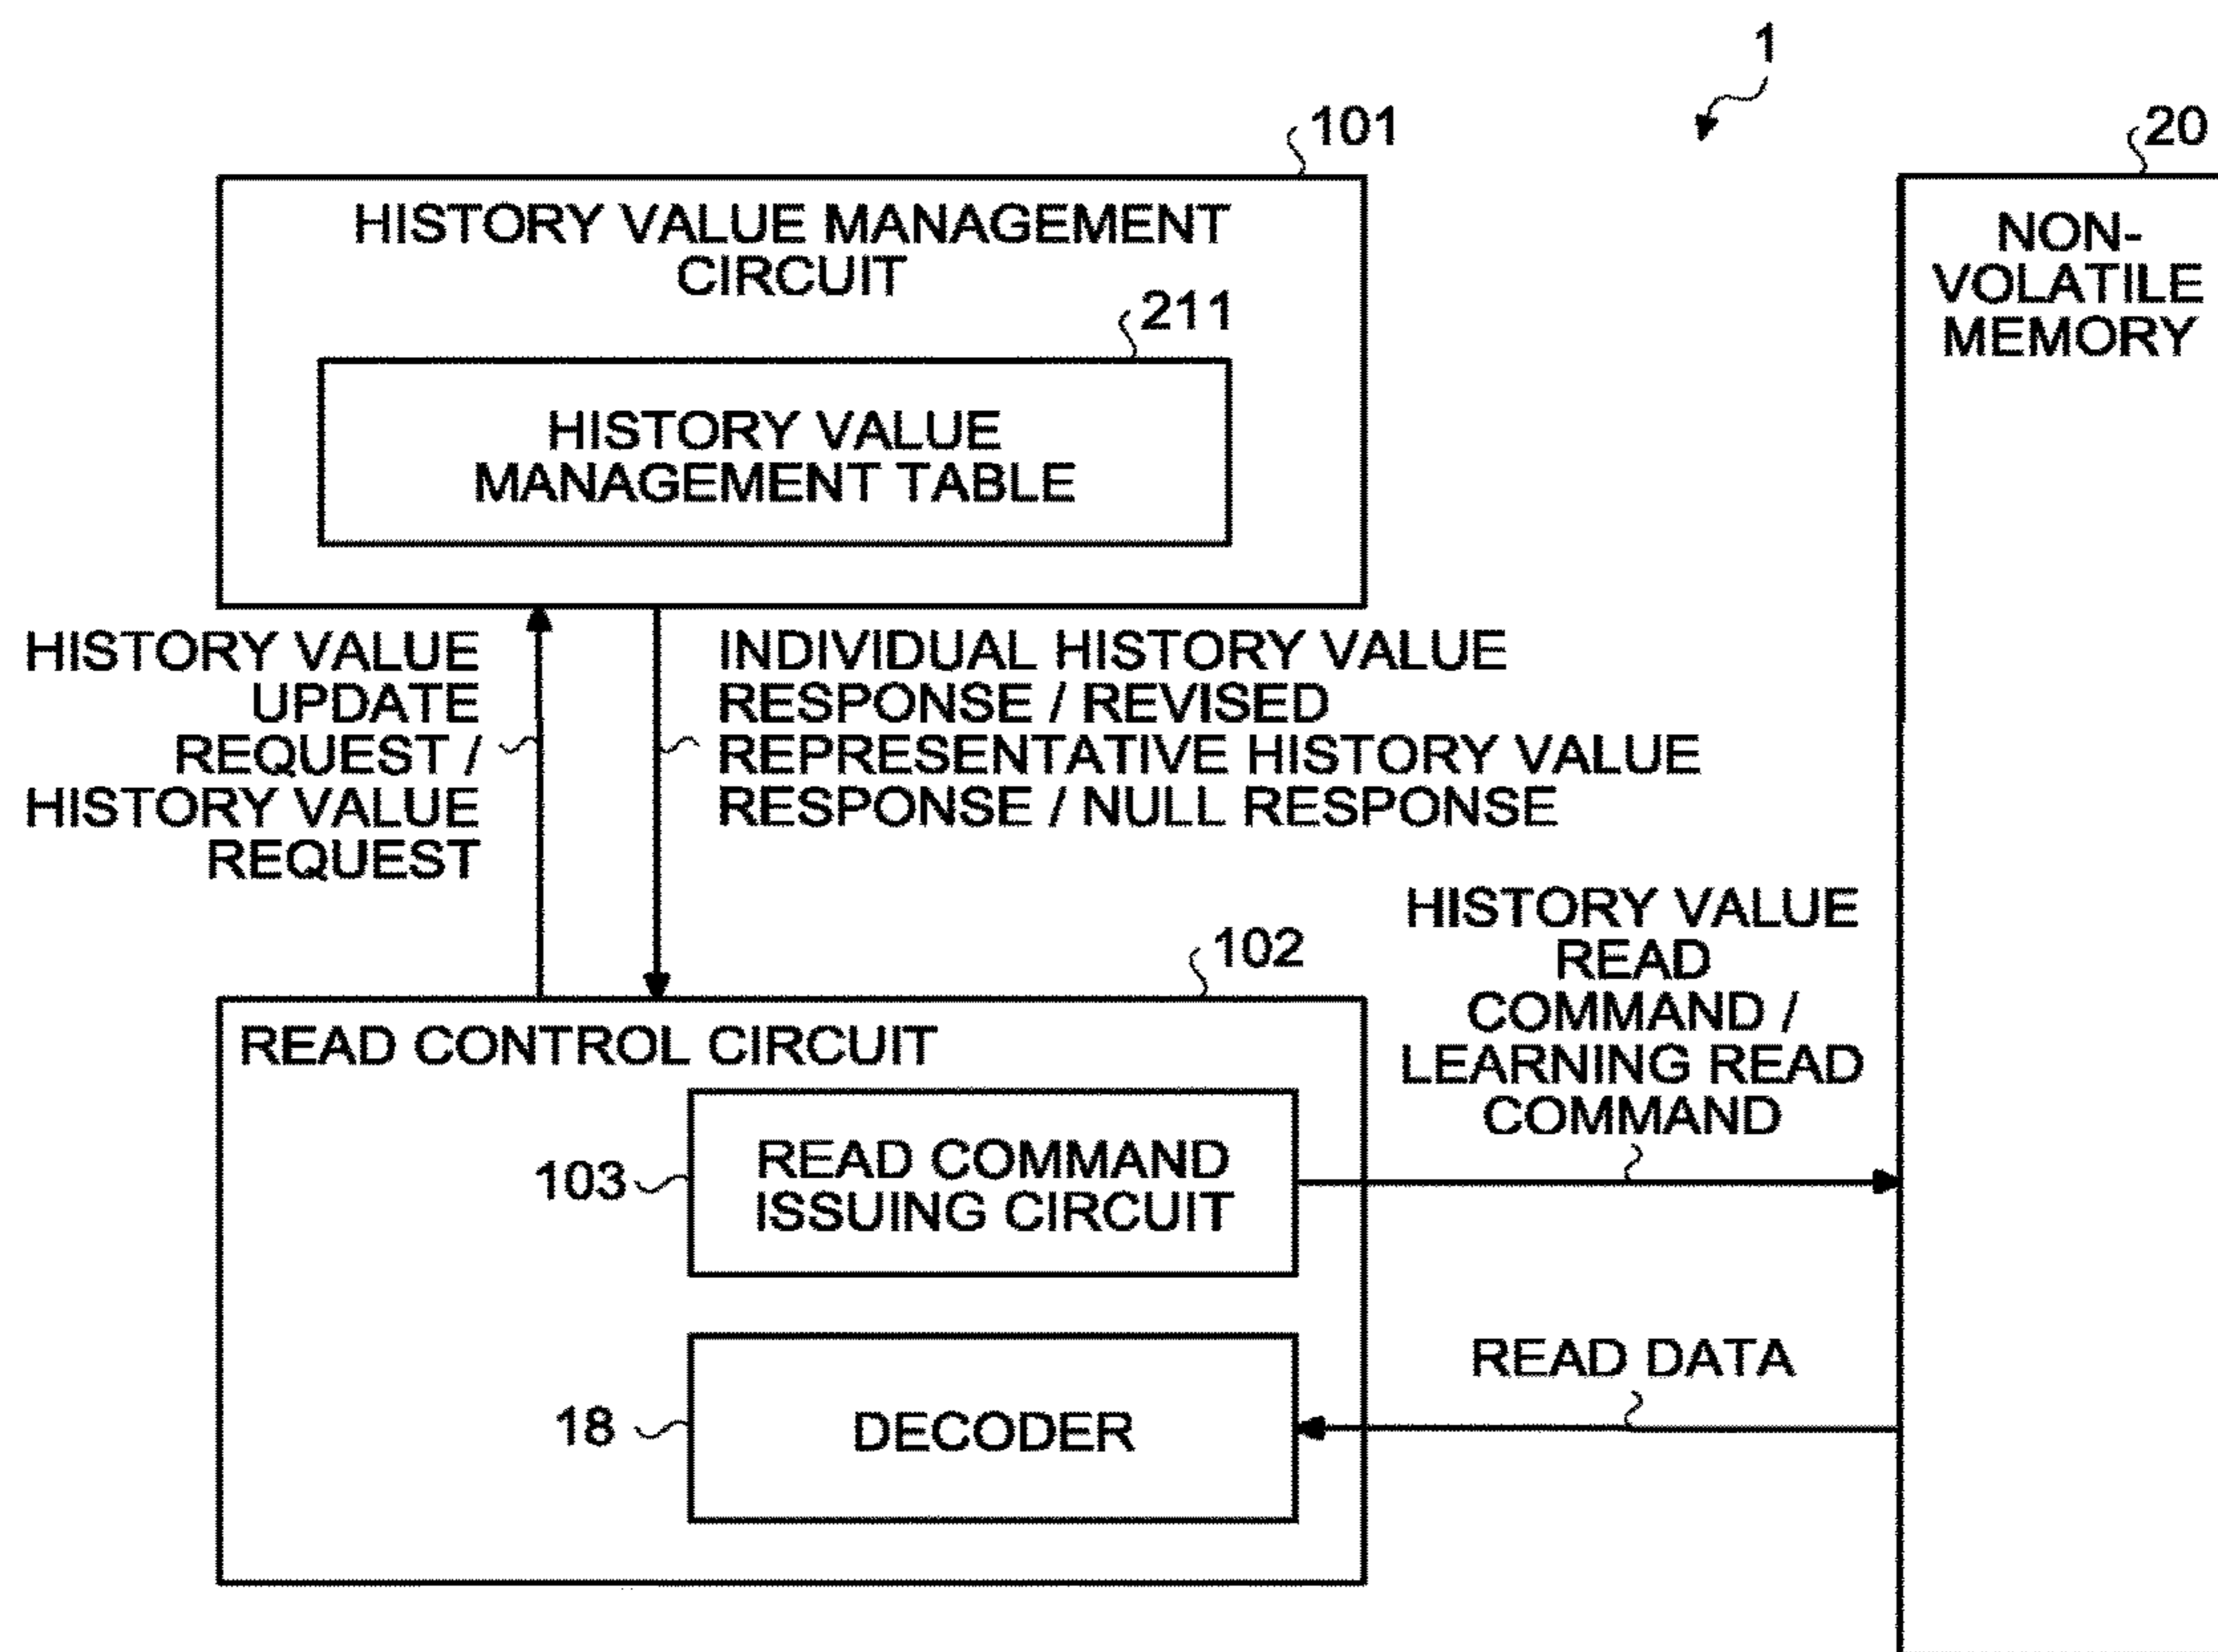 1
101
20
HISTORY VALUE MANAGEMENT
CIRCUIT
211
HISTORY VALUE
MANAGEMENT TABLE
NON-
VOLATILE
MEMORY
HISTORY VALUE
UPDATE
REQUEST /
HISTORY VALUE
REQUEST
INDIVIDUAL HISTORY VALUE
RESPONSE / REVISED
REPRESENTATIVE HISTORY VALUE
RESPONSE / NULL RESPONSE
102
READ CONTROL CIRCUIT
HISTORY VALUE
READ
COMMAND /
LEARNING READ
COMMAND
103
READ COMMAND
ISSUING CIRCUIT
READ DATA
18
DECODER